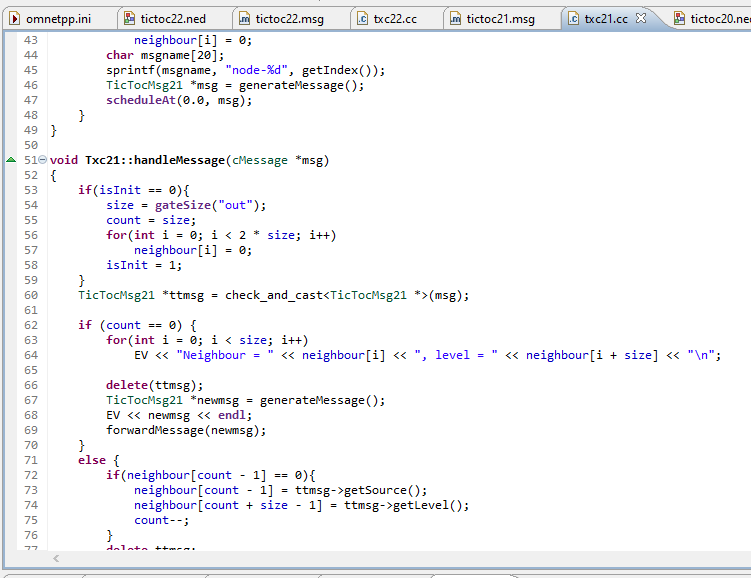 omnetpp.ini tictoc22.ned tictoc22.msg txc22.cc tictoc21.msg txc21.cc tictoc20.ned
43 neighbour[i] = 0;
44 char msgname[20];
45 sprintf(msgname, "node-%d", getIndex());
46 TicTocMsg21 *msg = generateMessage();
47 scheduleAt(0.0, msg);
48 }
49 }
50
51 void Txc21::handleMessage(cMessage *msg)
52 {
53 if(isInit == 0){
54 size = gateSize("out");
55 count = size;
56 for(int i = 0; i < 2 * size; i++)
57 neighbour[i] = 0;
58 isInit = 1;
59 }
60 TicTocMsg21 *ttmsg = check_and_cast<TicTocMsg21 *>(msg);
61
62 if (count == 0) {
63 for(int i = 0; i < size; i++)
64 EV << "Neighbour = " << neighbour[i] << ", level = " << neighbour[i + size] << "\n";
65
66 delete(ttmsg);
67 TicTocMsg21 *newmsg = generateMessage();
68 EV << newmsg << endl;
69 forwardMessage(newmsg);
70 }
71 else {
72 if(neighbour[count - 1] == 0){
73 neighbour[count - 1] = ttmsg->getSource();
74 neighbour[count + size - 1] = ttmsg->getLevel();
75 count--;
76 }
77 delete ttmsg;